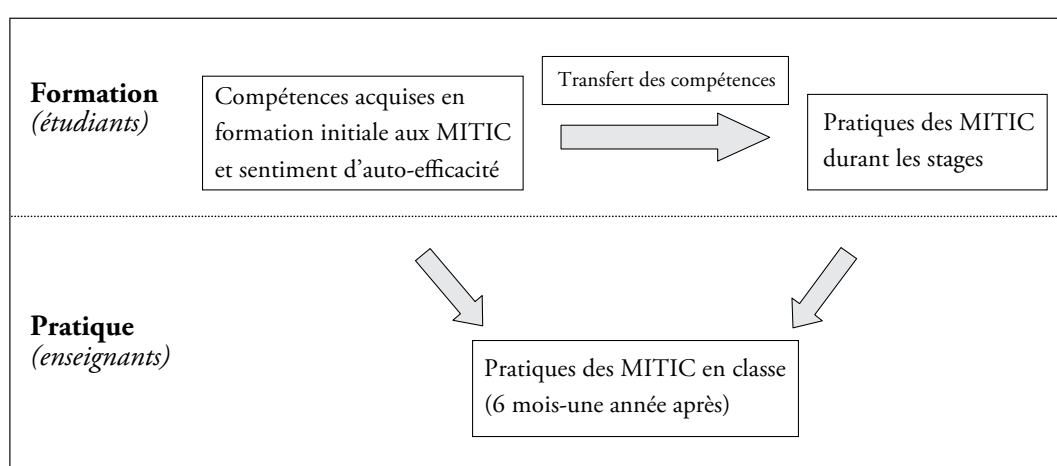 Formation
(étudiants)
Compétences acquises en
formation initiale aux MITIC
et sentiment d'auto-efficacité
Transfert des compétences
Pratiques des MITIC
durant les stages
Pratique
(enseignants)
Pratiques des MITIC en classe
(6 mois-une année après)